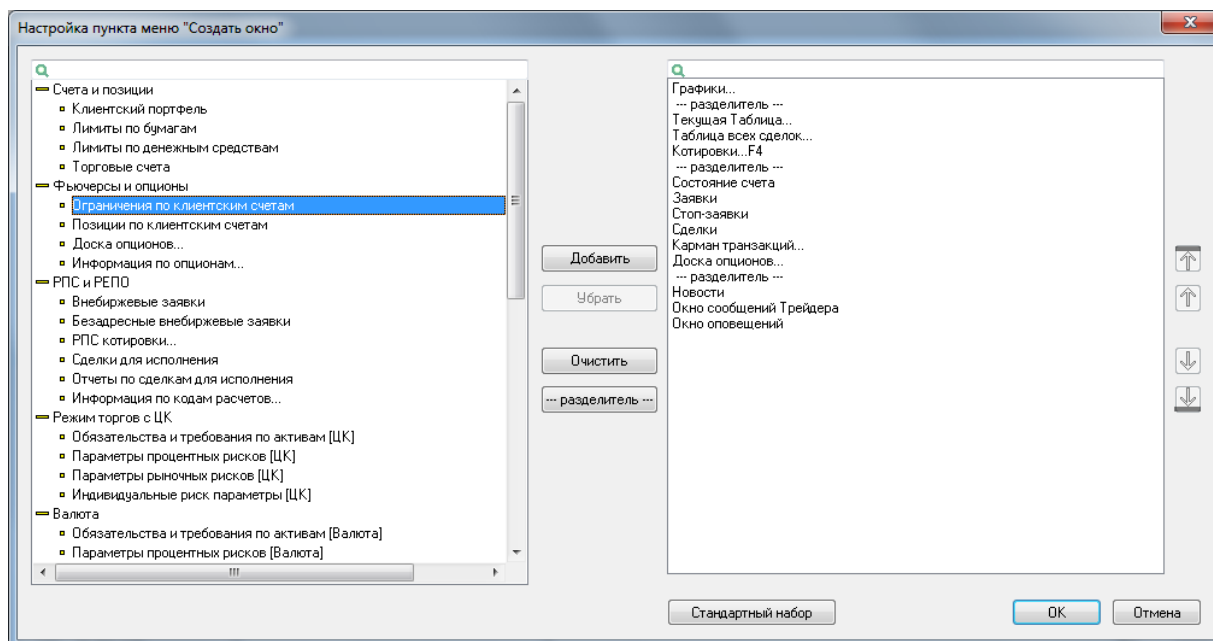 Настройка пункта меню "Создать окно"
Счета и позиции
Клиентский портфель
Лимиты по бумагам
Лимиты по денежным средствам
Торговые счета
Фьючерсы и опционы
Ограничения по клиентским счетам
Позиции по клиентским счетам
Доска опционов...
Информация по опционам...
РПС и РЕПО
Внебиржевые заявки
Безадресные внебиржевые заявки
РПС котировки...
Сделки для исполнения
Отчеты по сделкам для исполнения
Информация по кодам расчетов...
Режим торгов с ЦК
Обязательства и требования по активам [ЦК]
Параметры процентных рисков [ЦК]
Параметры рыночных рисков [ЦК]
Индивидуальные риск параметры [ЦК]
Валюта
Обязательства и требования по активам [Валюта]
Параметры процентных рисков [Валюта]
Добавить
Убрать
Очистить
--- разделитель ---
Графики...
--- разделитель ---
Текущая Таблица...
Таблица всех сделок...
Котировки...F4
--- разделитель ---
Состояние счета
Заявки
Стоп-заявки
Сделки
Карман транзакций...
Доска опционов...
--- разделитель ---
Новости
Окно сообщений Трейдера
Окно оповещений
Стандартный набор
OK
Отмена